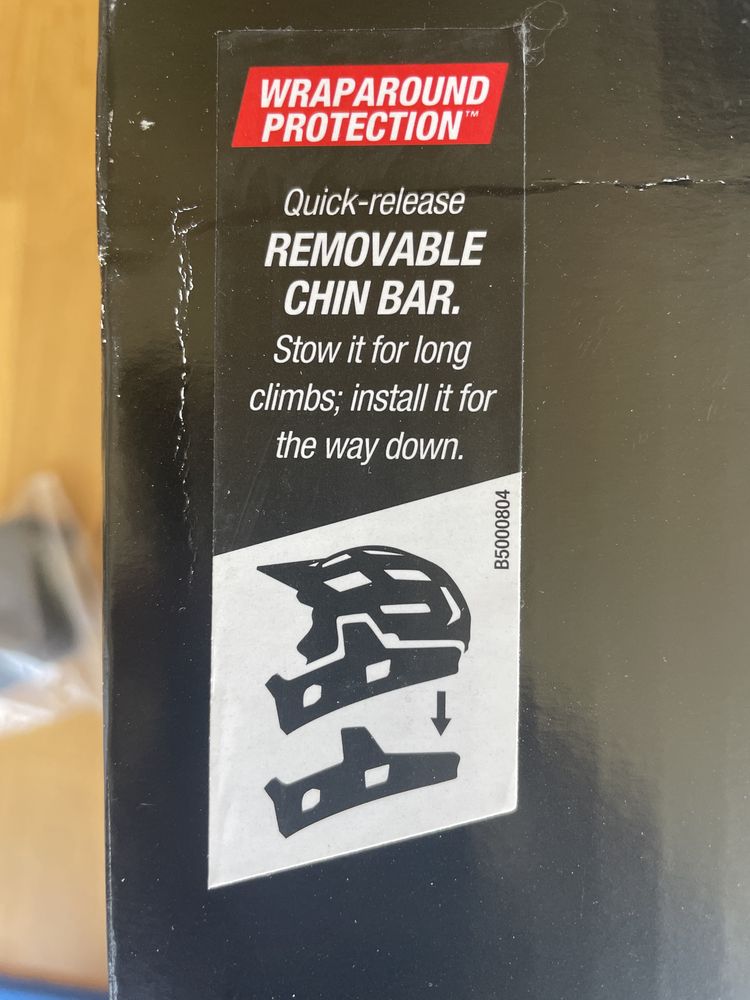 WRAPAROUND
PROTECTION™
Quick-release
REMOVABLE
CHIN BAR.
Stow it for long
climbs; install it for
the way down.
B5000804